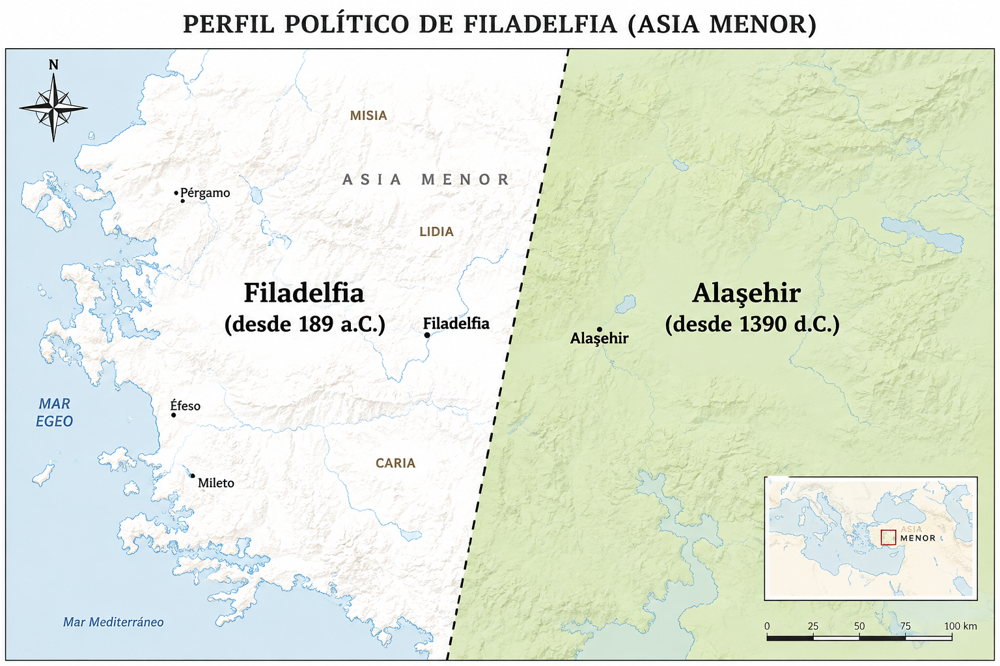 PERFIL POLÍTICO DE FILADELFIA (ASIA MENOR)
N
MISIA
ASIA MENOR
Pérgamo
LIDIA
Filadelfia
(desde 189 a.C.)
Filadelfia
Alaşehir
(desde 1390 d.C.)
Alaşehir
MAR
EGEO
Éfeso
CARIA
Mileto
Mar Mediterráneo
ASIA
MENOR
0 25 50 75 100 km